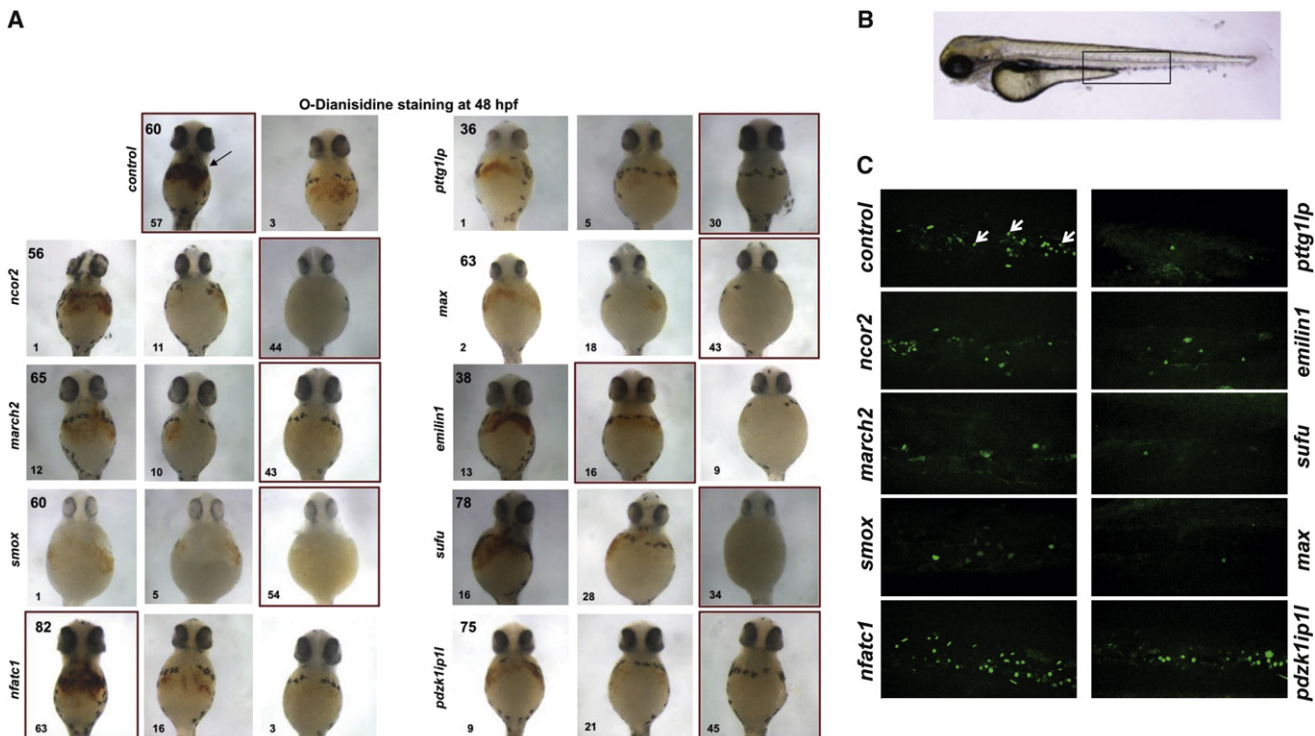 A
B
O-Dianisidine staining at 48 hpf
control
60
57
3
pttg1lp
36
1
5
30
ncor2
56
1
11
44
max
63
2
18
43
march2
65
12
10
43
emilin1
38
13
16
9
smox
60
1
5
54
sufu
78
16
28
34
nfatc1
82
63
16
3
pdzk1ip1l
75
9
21
45
C
control
pttg1lp
ncor2
emilin1
march2
sufu
smox
max
nfatc1
pdzk1ip1l